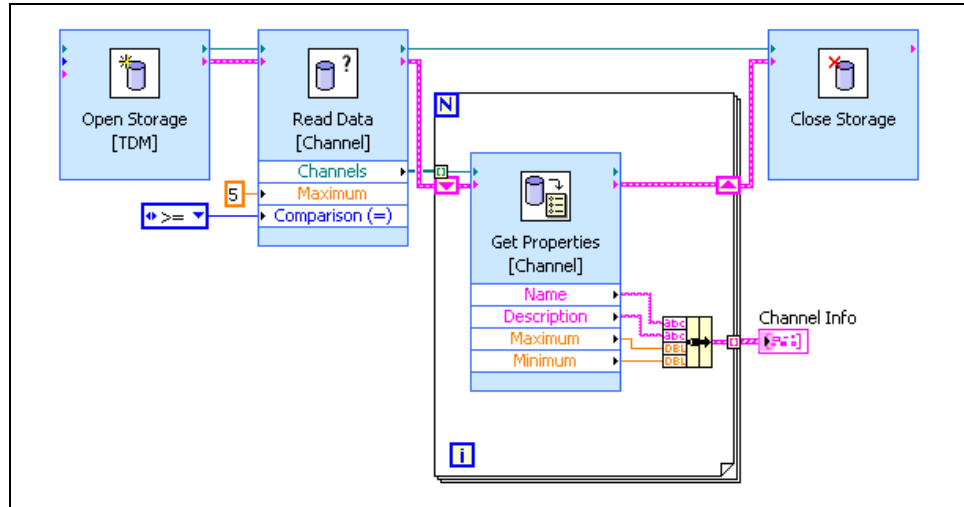 Open Storage
[TDM]
?
Read Data
[Channel]
Channels
Maximum
Comparison (=)
5
>=
N
Get Properties
[Channel]
Name
Description
Maximum
Minimum
abc
abc
DBL
DBL
i
Channel Info
Close Storage